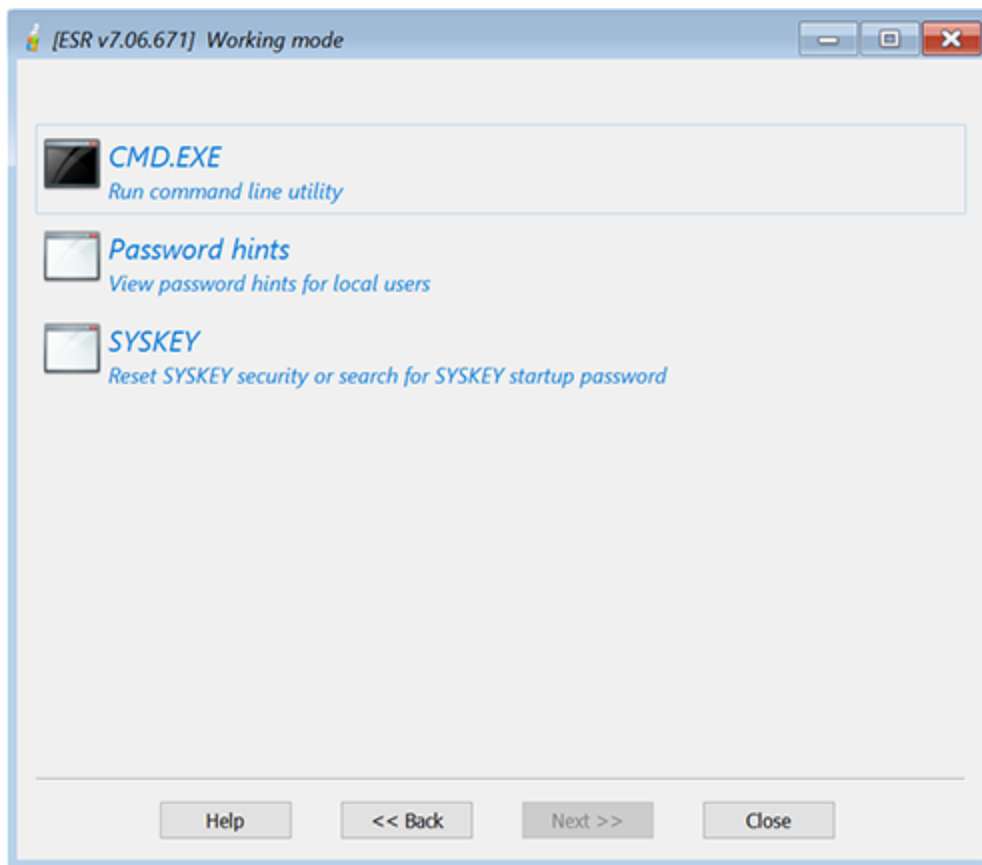 [ESR v7.06.671] Working mode
CMD.EXE
Run command line utility
Password hints
View password hints for local users
SYSKEY
Reset SYSKEY security or search for SYSKEY startup password
Help
<< Back
Next >>
Close